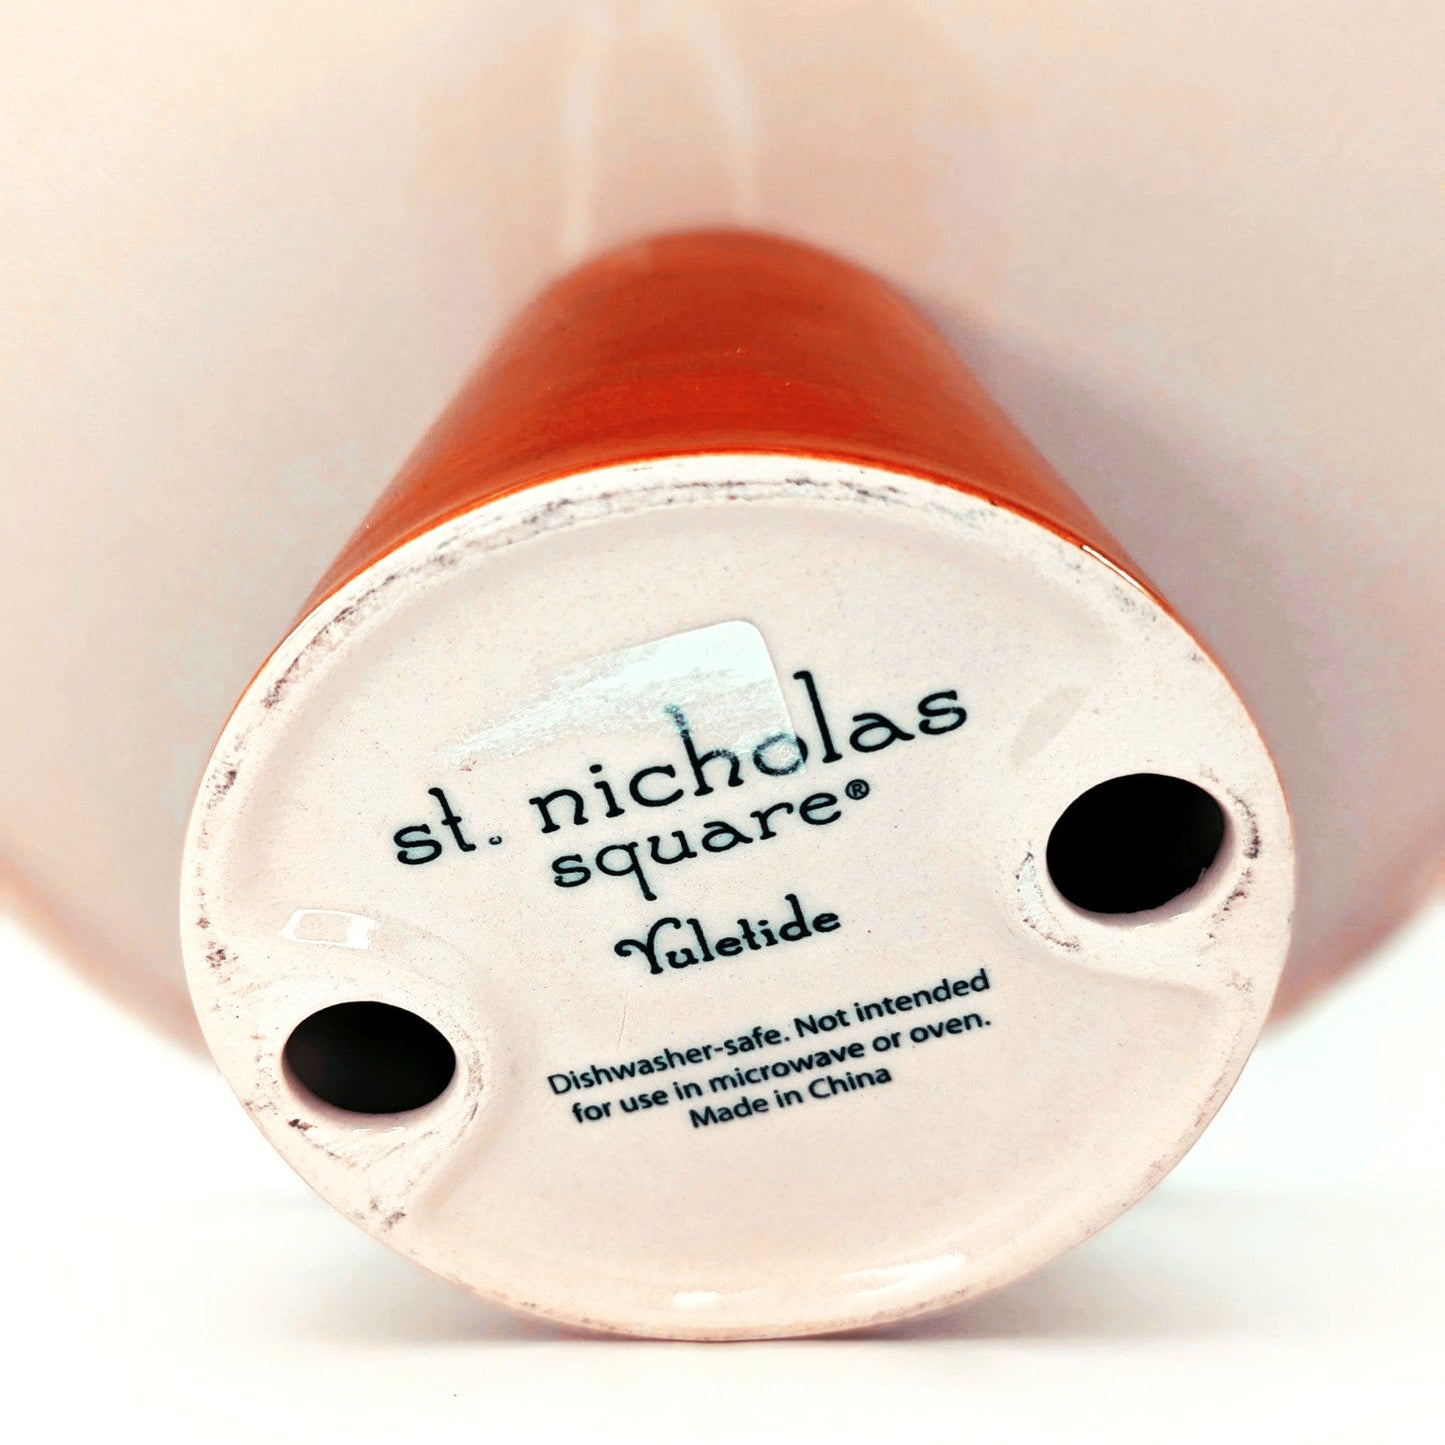 st. nicholas
square®
Yuletide
Dishwasher-safe. Not intended
for use in microwave or oven.
Made in China